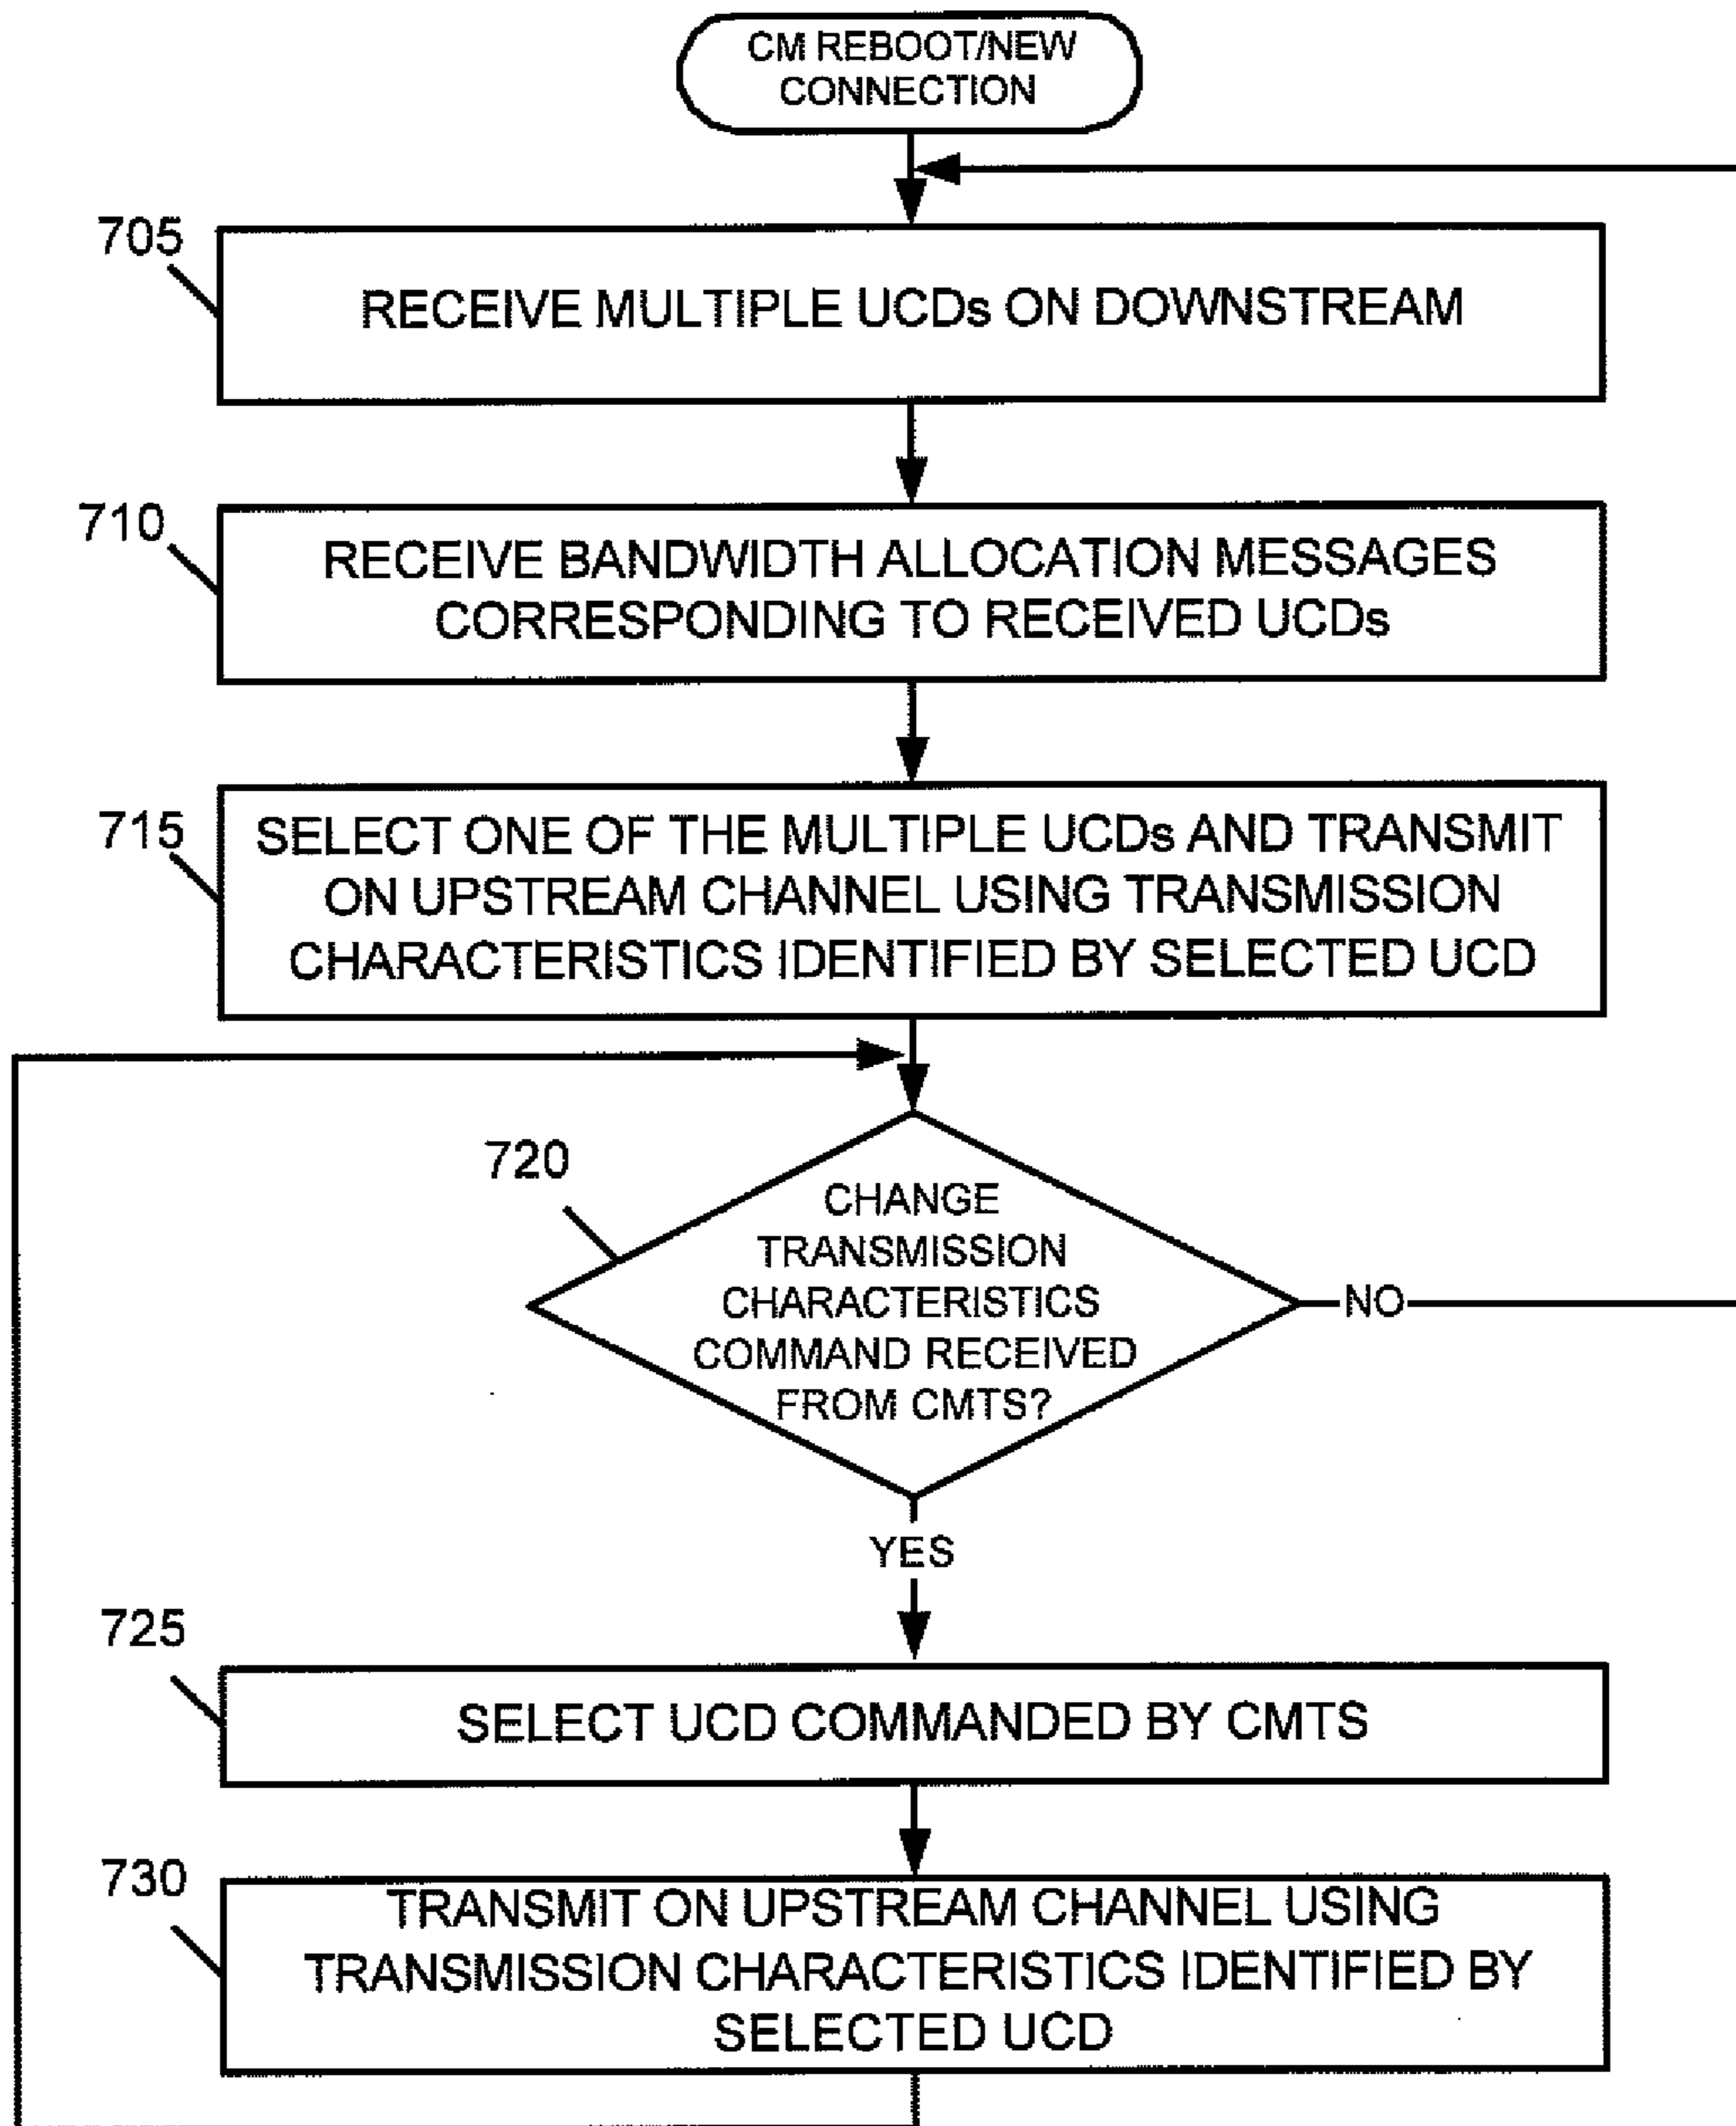 CM REBOOT/NEW
CONNECTION
705
RECEIVE MULTIPLE UCDs ON DOWNSTREAM
710
RECEIVE BANDWIDTH ALLOCATION MESSAGES
CORRESPONDING TO RECEIVED UCDs
715
SELECT ONE OF THE MULTIPLE UCDs AND TRANSMIT
ON UPSTREAM CHANNEL USING TRANSMISSION
CHARACTERISTICS IDENTIFIED BY SELECTED UCD
720
CHANGE
TRANSMISSION
CHARACTERISTICS
COMMAND RECEIVED
FROM CMTS?
NO
YES
725
SELECT UCD COMMANDED BY CMTS
730
TRANSMIT ON UPSTREAM CHANNEL USING
TRANSMISSION CHARACTERISTICS IDENTIFIED BY
SELECTED UCD